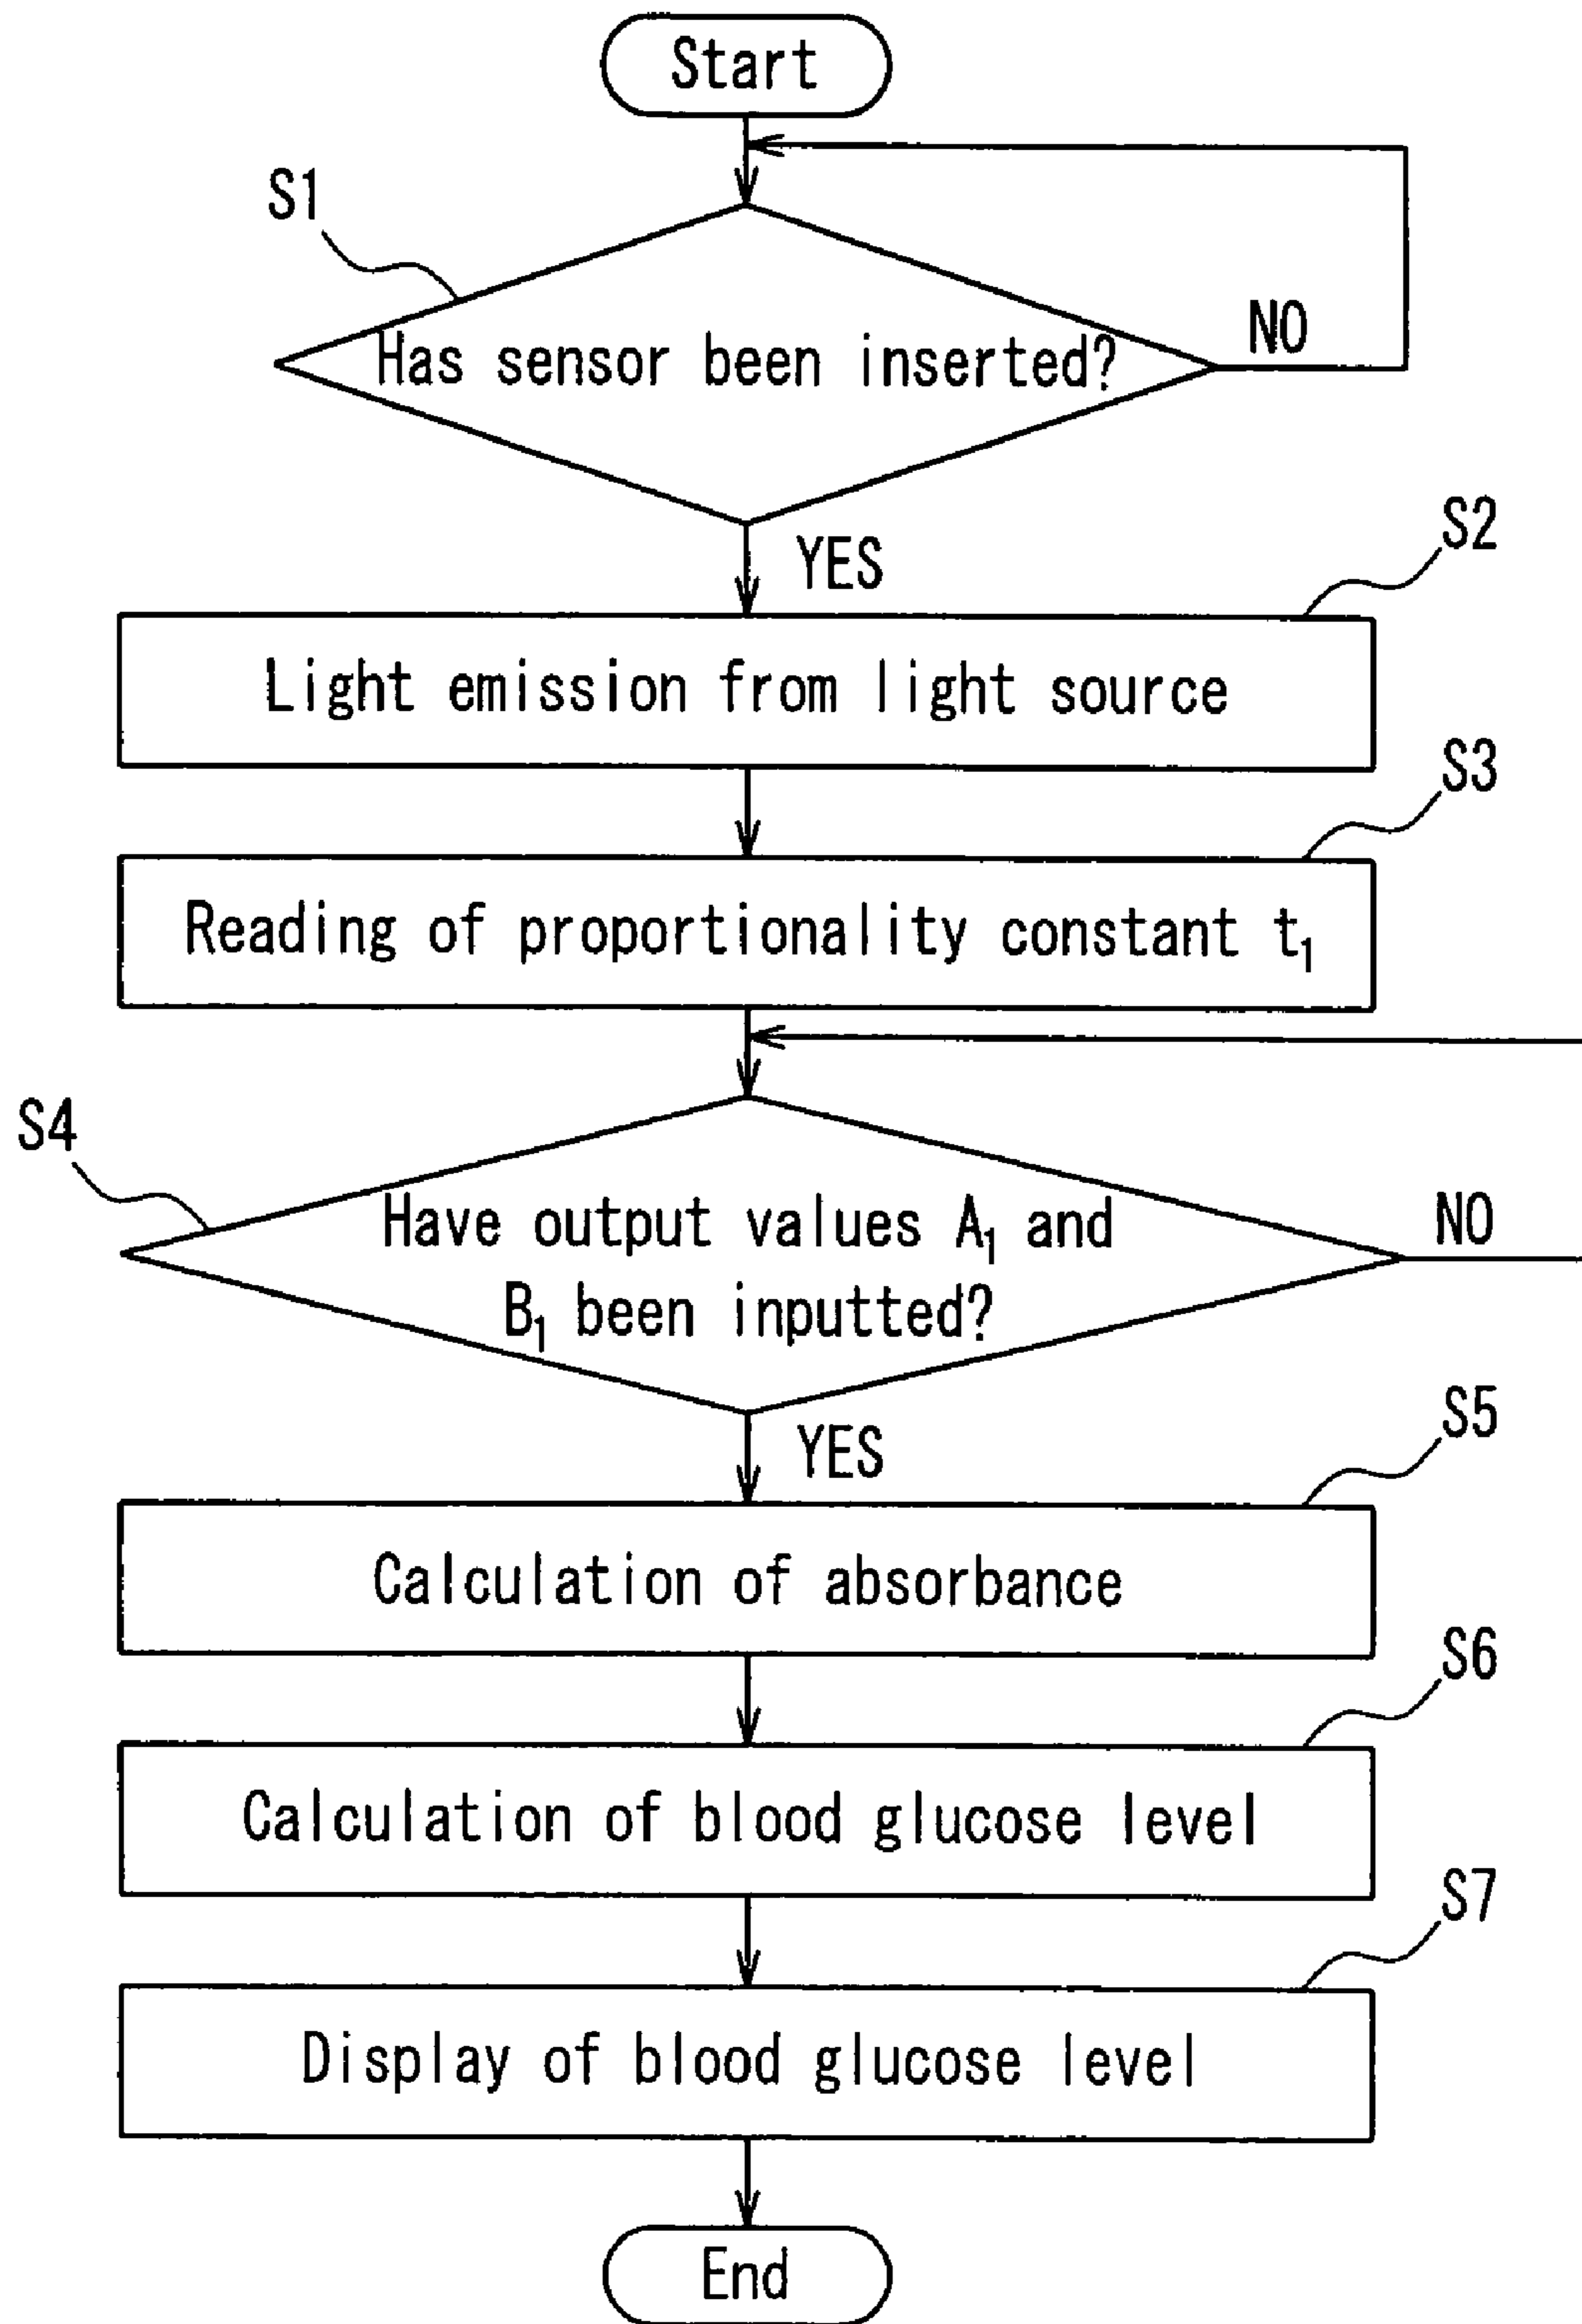 Start
S1
Has sensor been inserted?
NO
YES
S2
Light emission from light source
S3
Reading of proportionality constant t₁
S4
Have output values A₁ and
B₁ been inputted?
NO
YES
S5
Calculation of absorbance
S6
Calculation of blood glucose level
S7
Display of blood glucose level
End